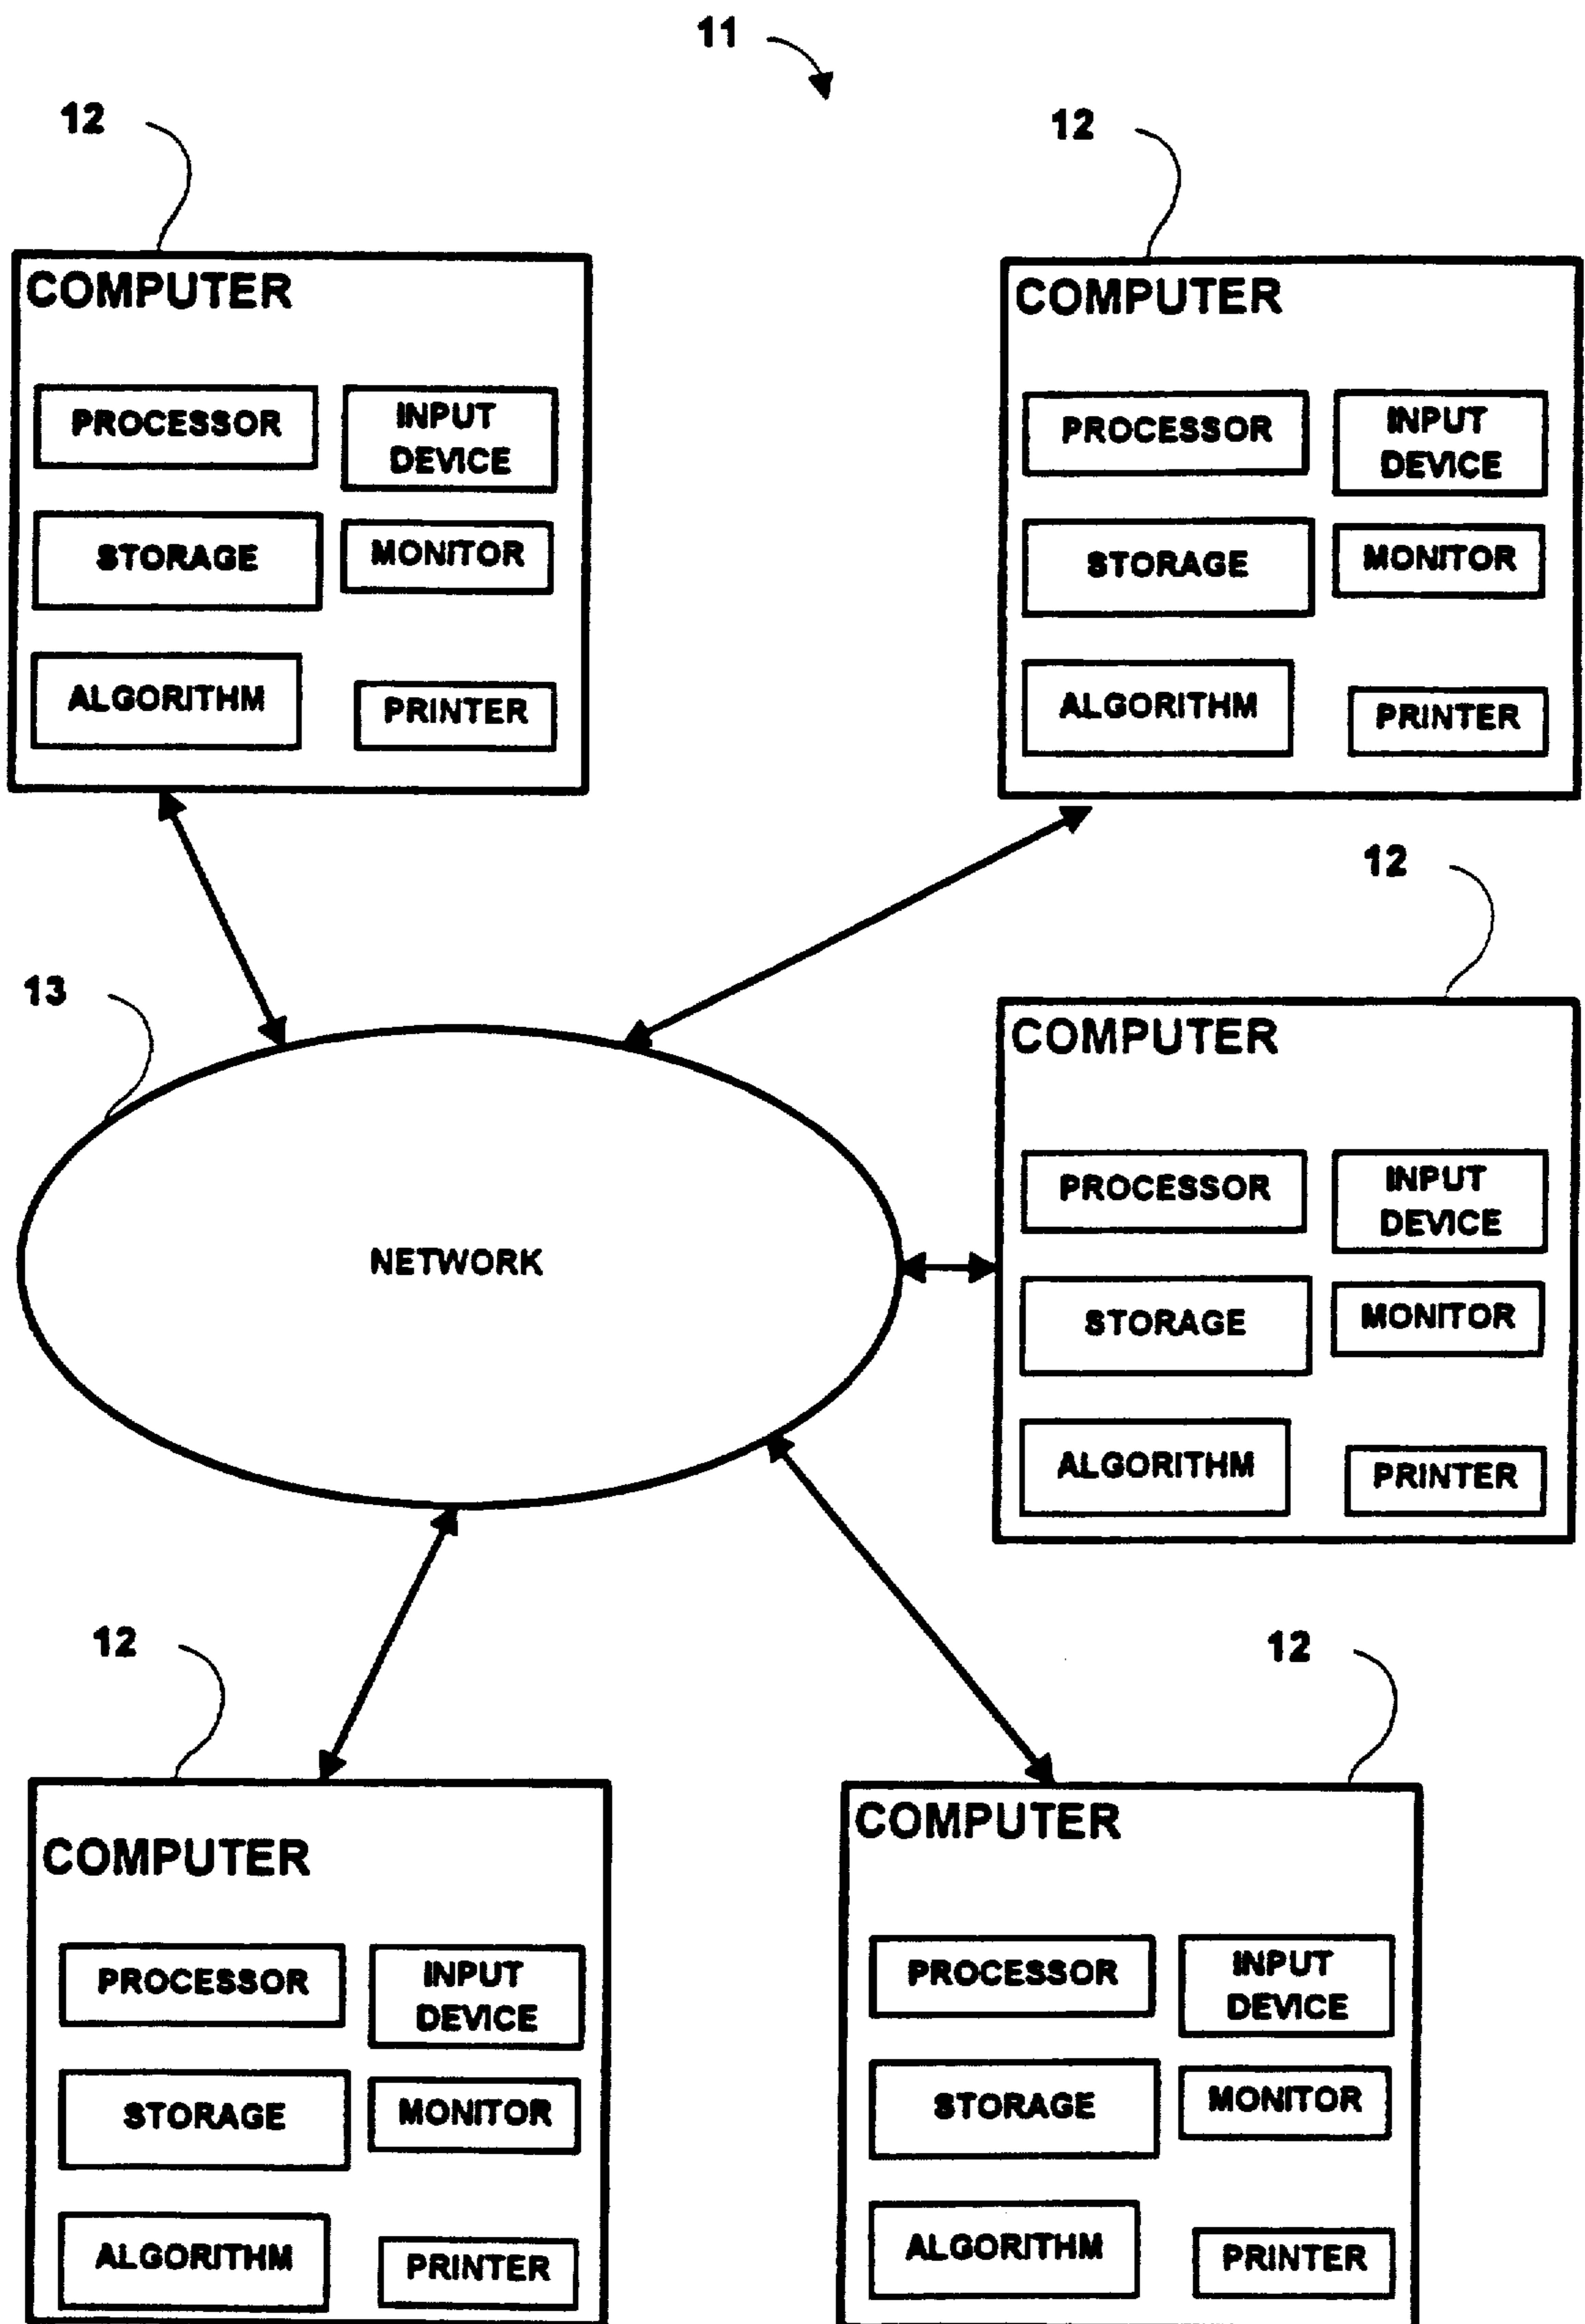 11
12
COMPUTER
PROCESSOR
INPUT
DEVICE
STORAGE
MONITOR
ALGORITHM
PRINTER
12
COMPUTER
PROCESSOR
INPUT
DEVICE
STORAGE
MONITOR
ALGORITHM
PRINTER
13
NETWORK
12
COMPUTER
PROCESSOR
INPUT
DEVICE
STORAGE
MONITOR
ALGORITHM
PRINTER
12
COMPUTER
PROCESSOR
INPUT
DEVICE
STORAGE
MONITOR
ALGORITHM
PRINTER
12
COMPUTER
PROCESSOR
INPUT
DEVICE
STORAGE
MONITOR
ALGORITHM
PRINTER